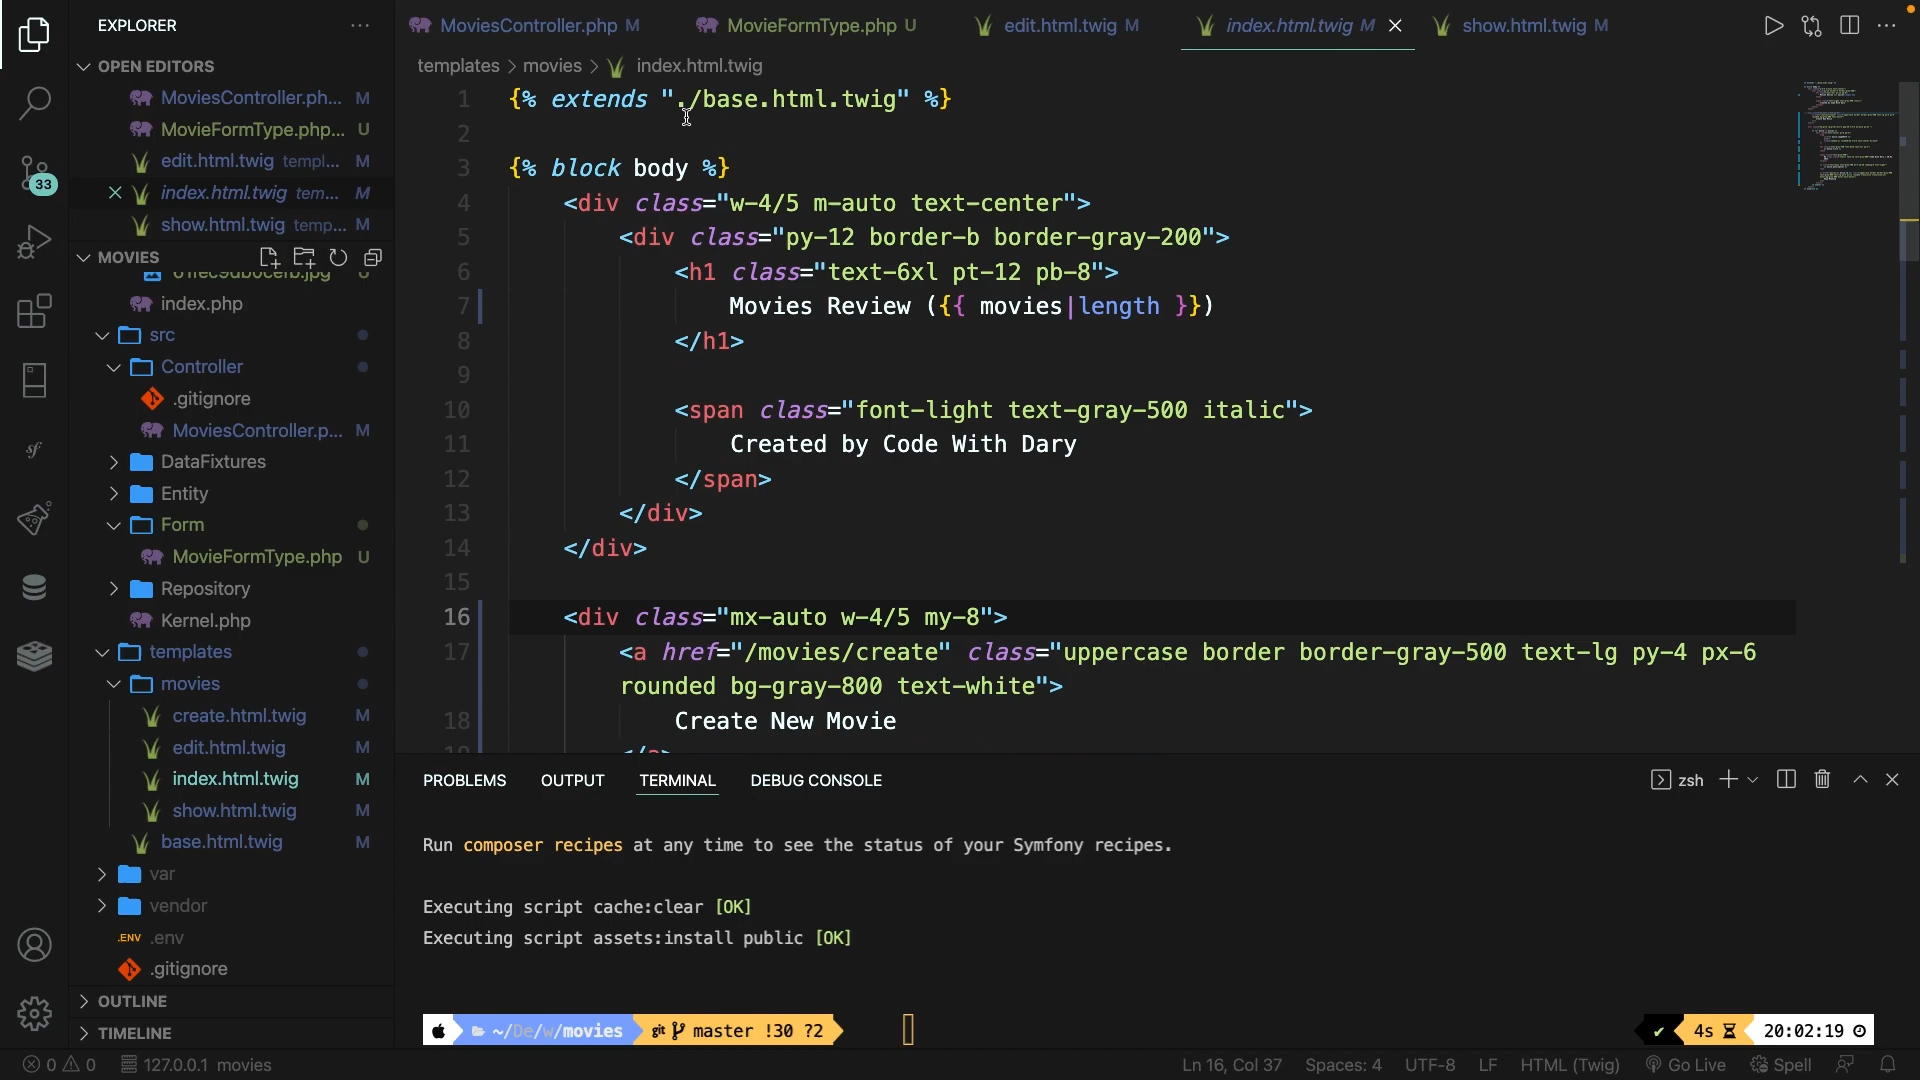 EXPLORER
OPEN EDITORS
MoviesController.ph... M
MovieFormType.php... U
edit.html.twig templ... M
index.html.twig tem... M
show.html.twig temp... M
MOVIES
index.php
src
Controller
.gitignore
MoviesController.p... M
DataFixtures
Entity
Form
MovieFormType.php U
Repository
Kernel.php
templates
movies
create.html.twig M
edit.html.twig M
index.html.twig M
show.html.twig M
base.html.twig M
var
vendor
.ENV .env
.gitignore
OUTLINE
TIMELINE
33
MoviesController.php M
MovieFormType.php U
edit.html.twig M
index.html.twig M
show.html.twig M
templates > movies > index.html.twig
1 {% extends "./base.html.twig" %}
2
3 {% block body %}
4 <div class="w-4/5 m-auto text-center">
5 <div class="py-12 border-b border-gray-200">
6 <h1 class="text-6xl pt-12 pb-8">
7 Movies Review ({{ movies|length }})
8 </h1>
9
10 <span class="font-light text-gray-500 italic">
11 Created by Code With Dary
12 </span>
13 </div>
14 </div>
15
16 <div class="mx-auto w-4/5 my-8">
17 <a href="/movies/create" class="uppercase border border-gray-500 text-lg py-4 px-6
rounded bg-gray-800 text-white">
18 Create New Movie
19 </a>
PROBLEMS OUTPUT TERMINAL DEBUG CONSOLE
zsh
Run composer recipes at any time to see the status of your Symfony recipes.
Executing script cache:clear [OK]
Executing script assets:install public [OK]
~/De/w/movies git master !30 ?2
4s 20:02:19
0 0 127.0.0.1 movies
Ln 16, Col 37 Spaces: 4 UTF-8 LF HTML (Twig) Go Live Spell